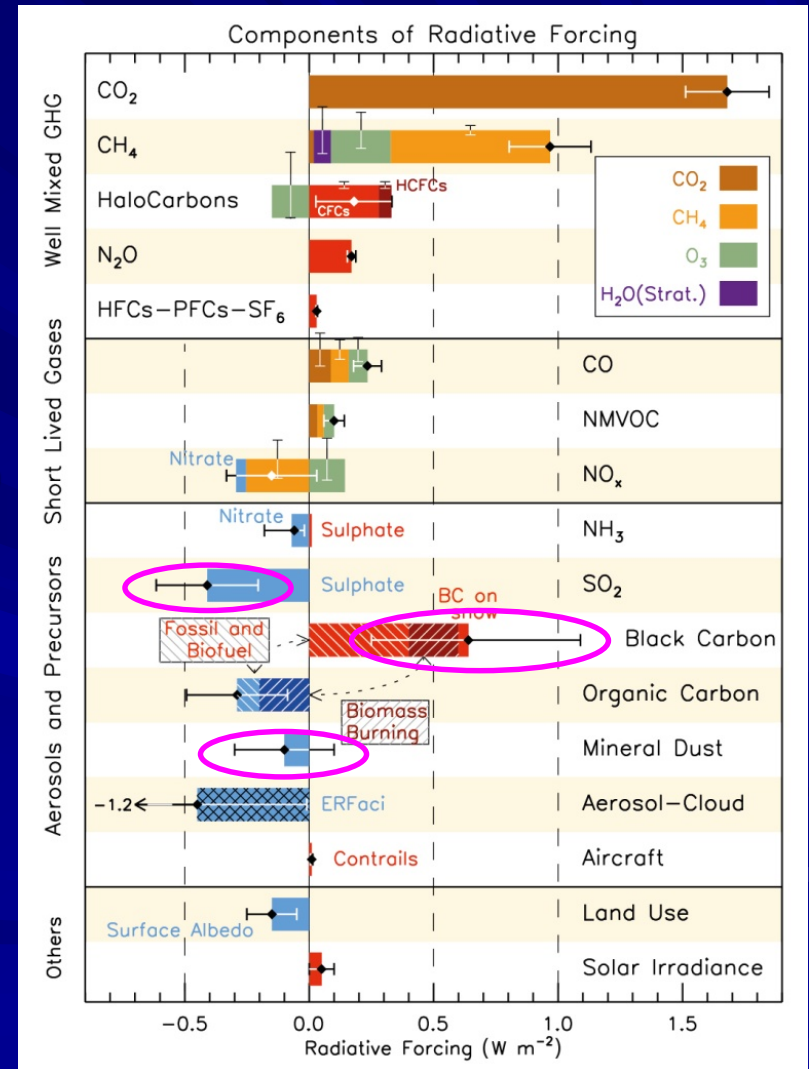 Components of Radiative Forcing
Well Mixed GHG
CO₂
CH₄
HaloCarbons
CFCs
HCFCs
N₂O
HFCs−PFCs−SF₆
CO₂
CH₄
O₃
H₂O(Strat.)
Short Lived Gases
CO
NMVOC
Nitrate
NOₓ
Aerosols and Precursors
Nitrate
Sulphate
NH₃
Sulphate
SO₂
BC on
snow
Fossil and
Biofuel
Black Carbon
Organic Carbon
Biomass
Burning
Mineral Dust
−1.2
ERFaci
Aerosol−Cloud
Contrails
Aircraft
Others
Surface Albedo
Land Use
Solar Irradiance
−0.5 0.0 0.5 1.0 1.5
Radiative Forcing (W m⁻²)